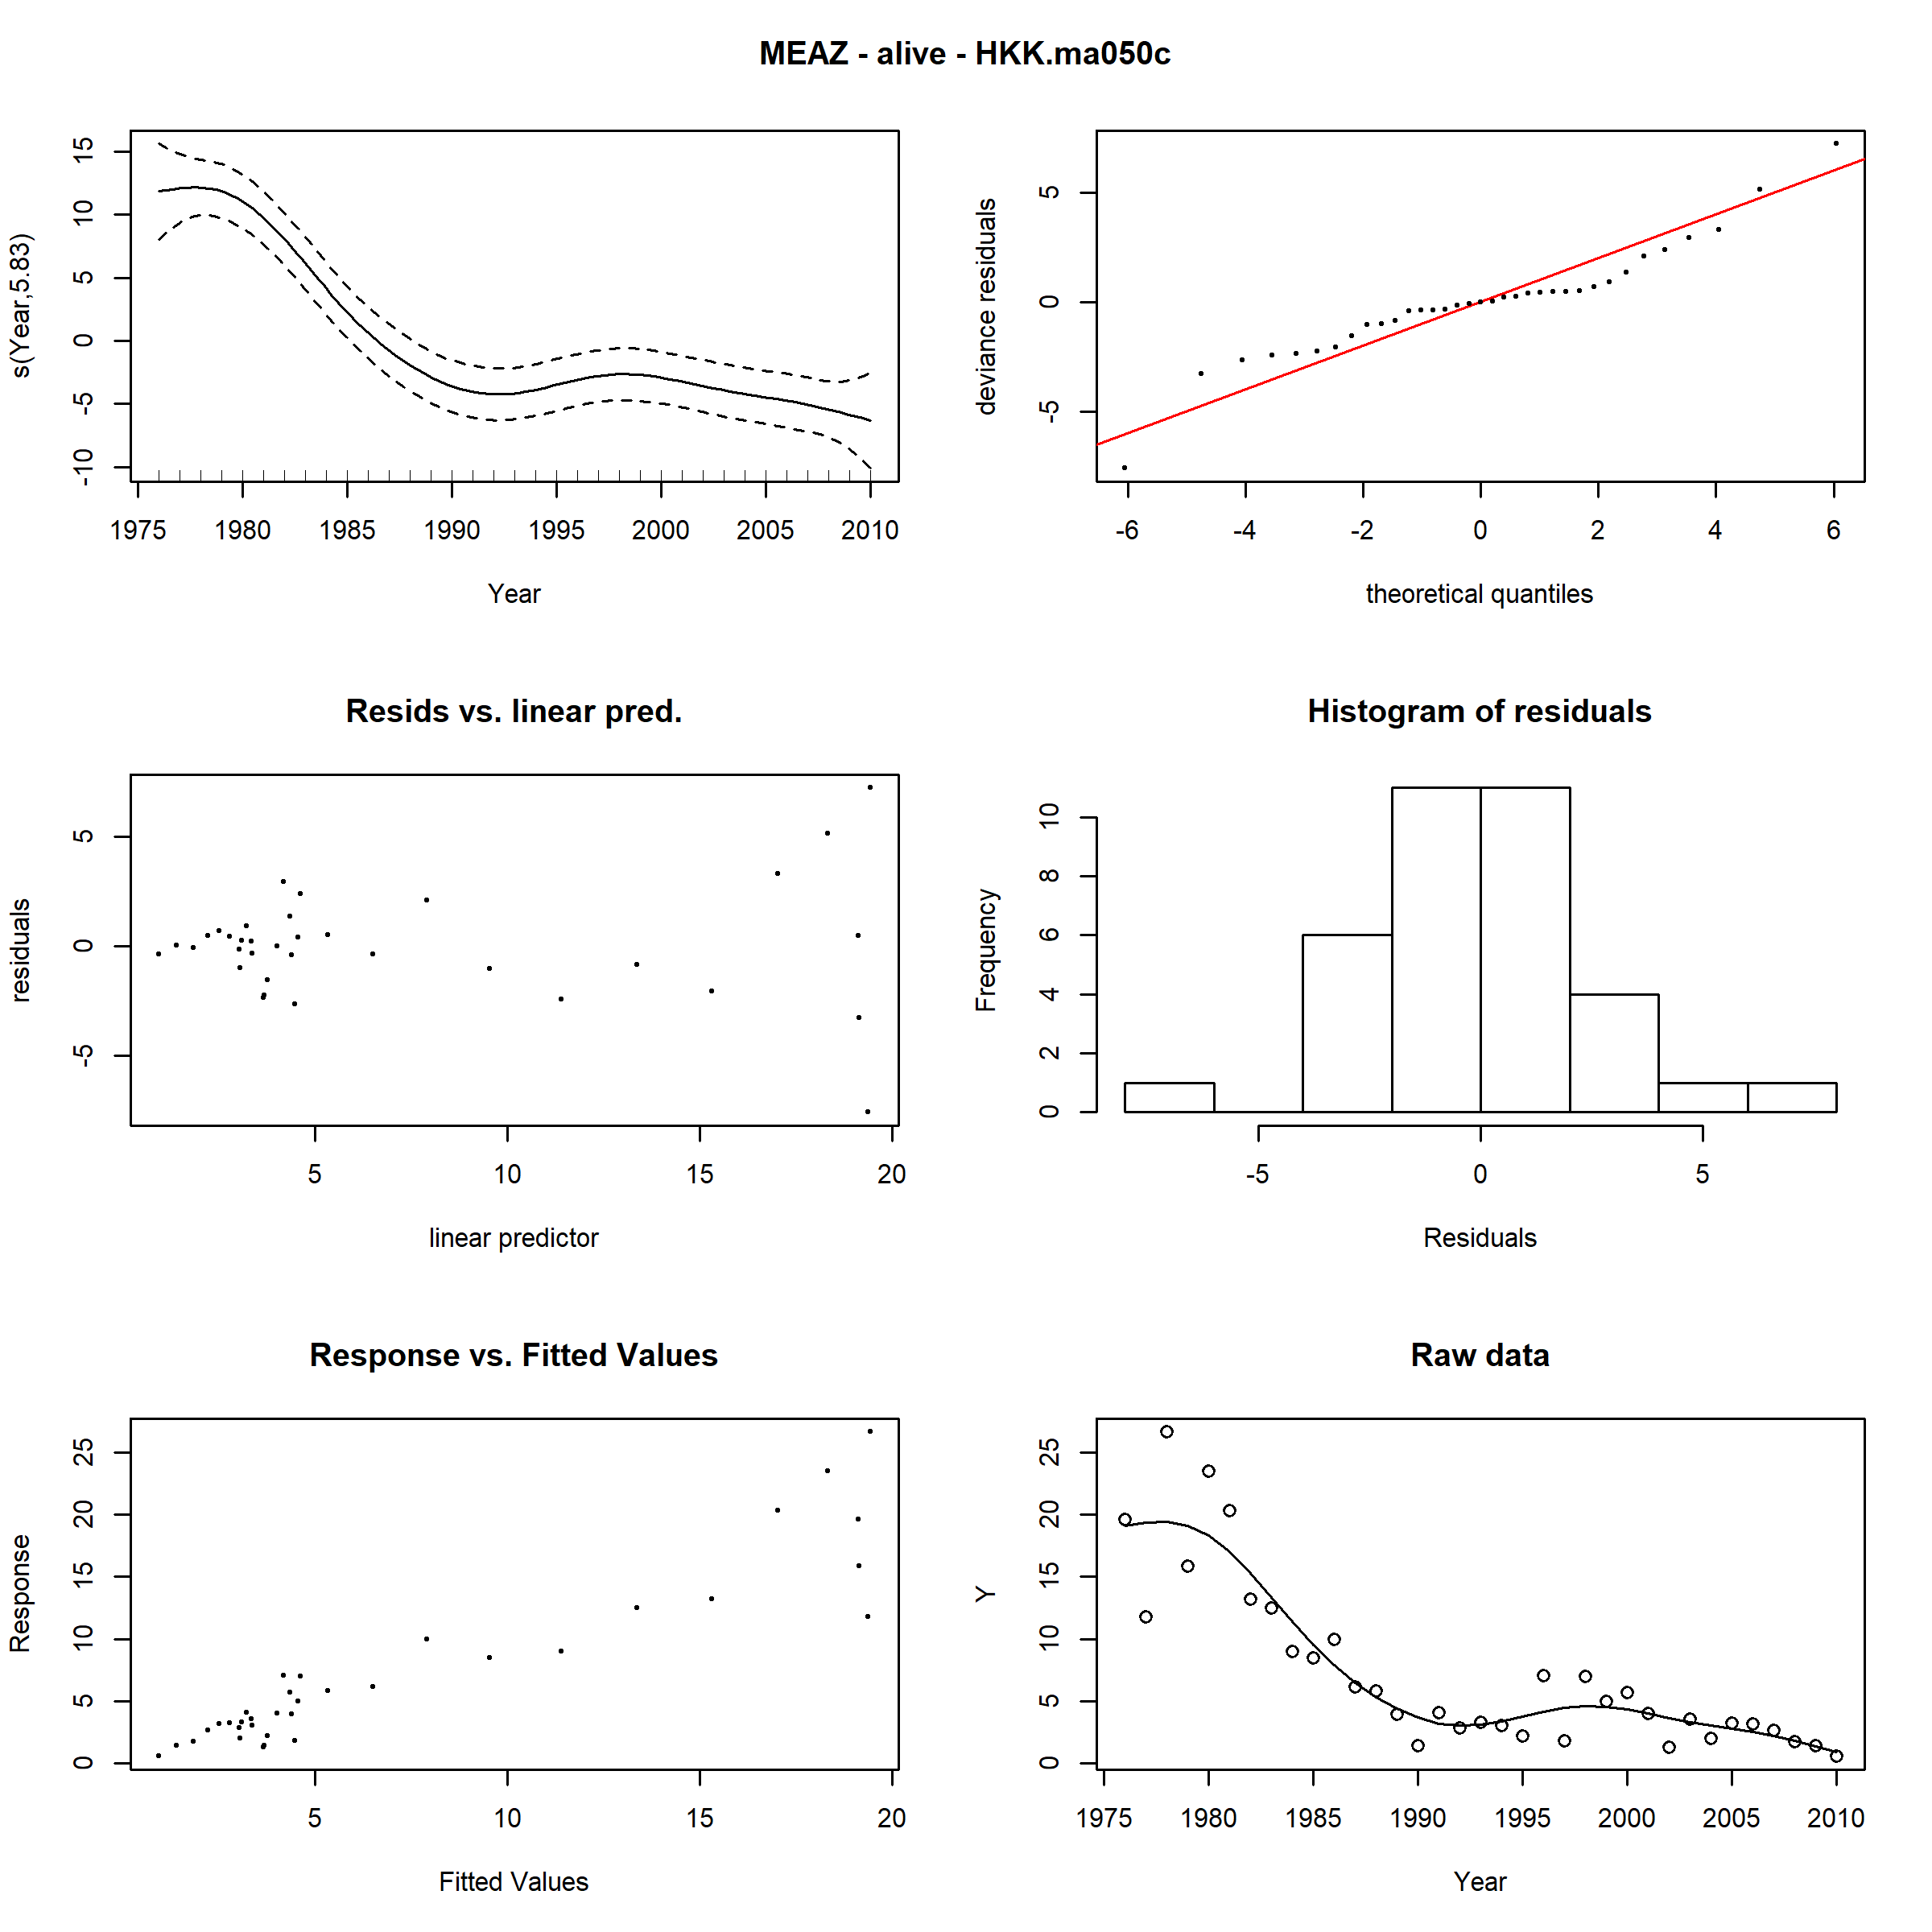 MEAZ - alive - HKK.ma050c
s(Year,5.83)
15
10
5
0
-5
-10
1975 1980 1985 1990 1995 2000 2005 2010
Year
deviance residuals
5
0
-5
-6 -4 -2 0 2 4 6
theoretical quantiles
Resids vs. linear pred.
residuals
5
0
-5
5 10 15 20
linear predictor
Histogram of residuals
Frequency
10
8
6
4
2
0
-5 0 5
Residuals
Response vs. Fitted Values
Response
25
20
15
10
5
0
5 10 15 20
Fitted Values
Raw data
Y
25
20
15
10
5
0
1975 1980 1985 1990 1995 2000 2005 2010
Year